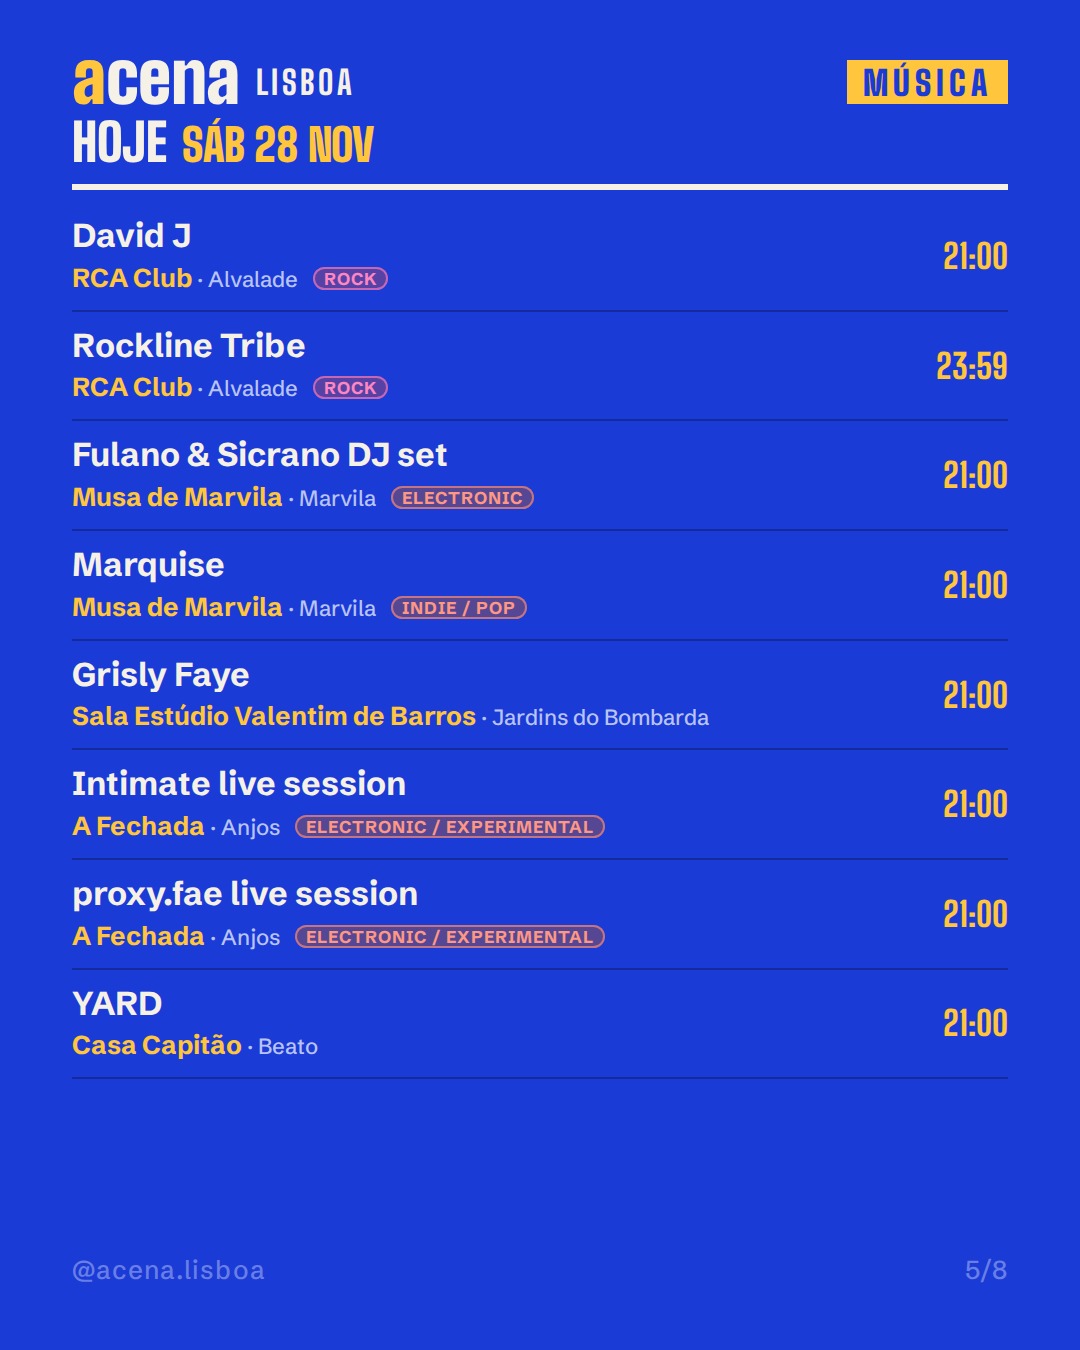 acena LISBOA
MÚSICA
HOJE SÁB 28 NOV
David J
21:00
RCA Club · Alvalade ROCK
Rockline Tribe
23:59
RCA Club · Alvalade ROCK
Fulano & Sicrano DJ set
21:00
Musa de Marvila · Marvila ELECTRONIC
Marquise
21:00
Musa de Marvila · Marvila INDIE / POP
Grisly Faye
21:00
Sala Estúdio Valentim de Barros · Jardins do Bombarda
Intimate live session
21:00
A Fechada · Anjos ELECTRONIC / EXPERIMENTAL
proxy.fae live session
21:00
A Fechada · Anjos ELECTRONIC / EXPERIMENTAL
YARD
21:00
Casa Capitão · Beato
@acena.lisboa
5/8